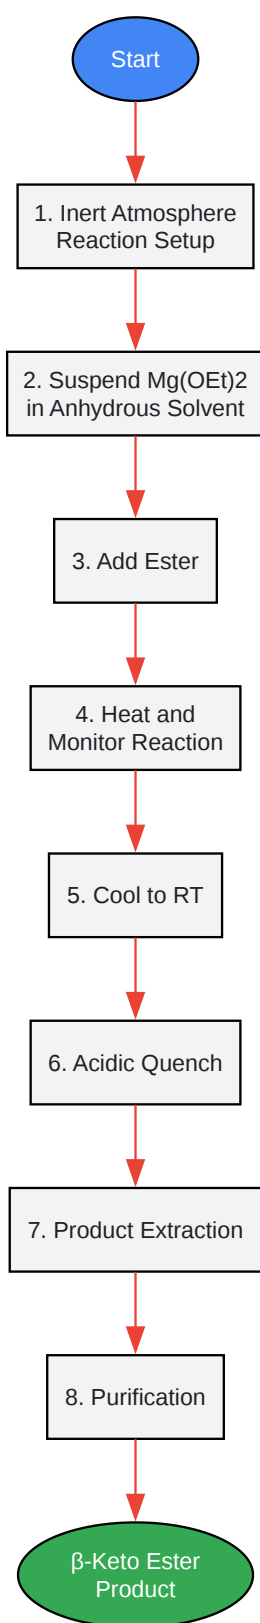 Start
1. Inert Atmosphere
Reaction Setup
2. Suspend Mg(OEt)2
in Anhydrous Solvent
3. Add Ester
4. Heat and
Monitor Reaction
5. Cool to RT
6. Acidic Quench
7. Product Extraction
8. Purification
β-Keto Ester
Product